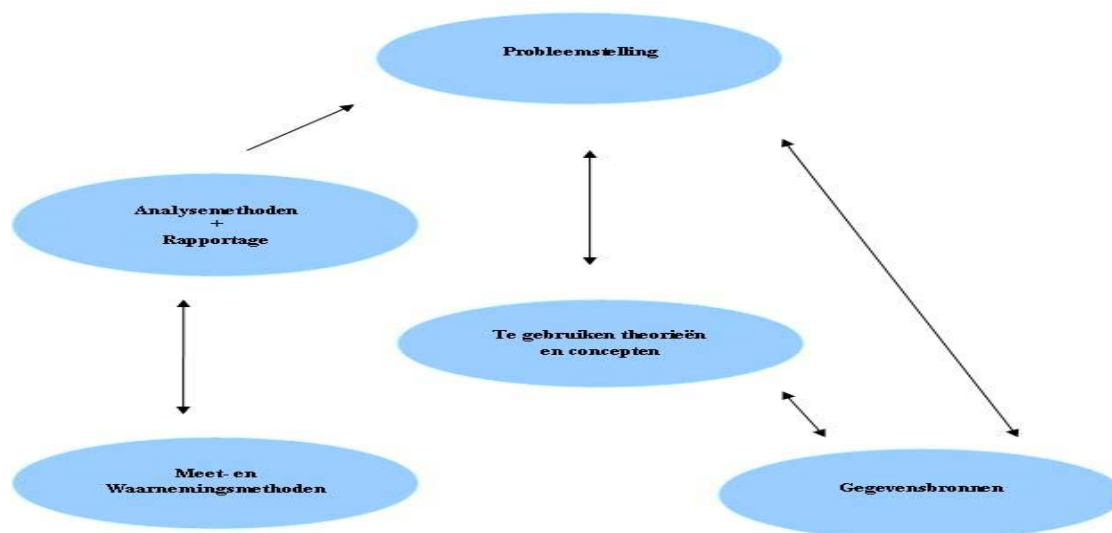 Probleemstelling
Analysemethoden
+
Rapportage
Te gebruiken theorieën
en concepten
Meet- en
Waarnemingsmethoden
Gegevensbronnen